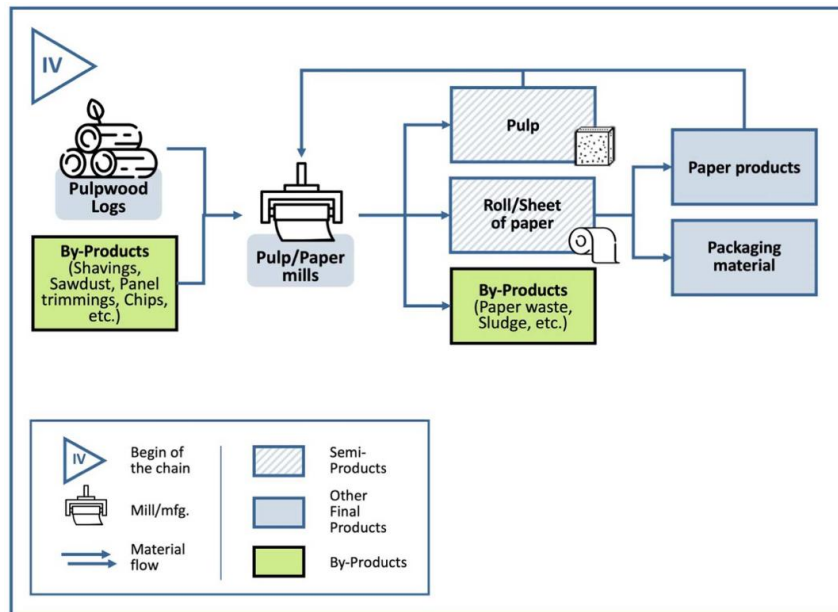 IV
Pulpwood
Logs
By-Products
(Shavings,
Sawdust, Panel
trimmings, Chips,
etc.)
Pulp/Paper
mills
Pulp
Roll/Sheet
of paper
By-Products
(Paper waste,
Sludge, etc.)
Paper products
Packaging
material
IV
Begin of
the chain
Mill/mfg.
Material
flow
Semi-
Products
Other
Final
Products
By-Products